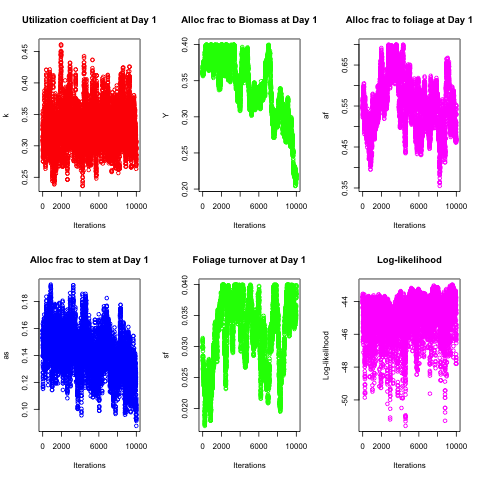 Utilization coefficient at Day 1
k
0.25 0.30 0.35 0.40 0.45
0 2000 6000 10000
Iterations
Alloc frac to Biomass at Day 1
Y
0.20 0.25 0.30 0.35 0.40
0 2000 6000 10000
Iterations
Alloc frac to foliage at Day 1
af
0.35 0.45 0.55 0.65
0 2000 6000 10000
Iterations
Alloc frac to stem at Day 1
as
0.10 0.12 0.14 0.16 0.18
0 2000 6000 10000
Iterations
Foliage turnover at Day 1
sf
0.020 0.025 0.030 0.035 0.040
0 2000 6000 10000
Iterations
Log-likelihood
Log-likelihood
-50 -48 -46 -44
0 2000 6000 10000
Iterations